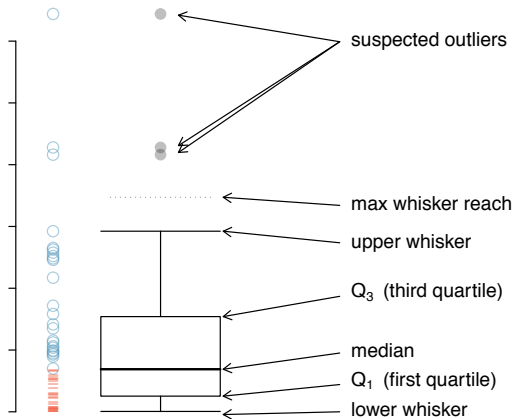 suspected outliers
max whisker reach
upper whisker
Q₃ (third quartile)
median
Q₁ (first quartile)
lower whisker